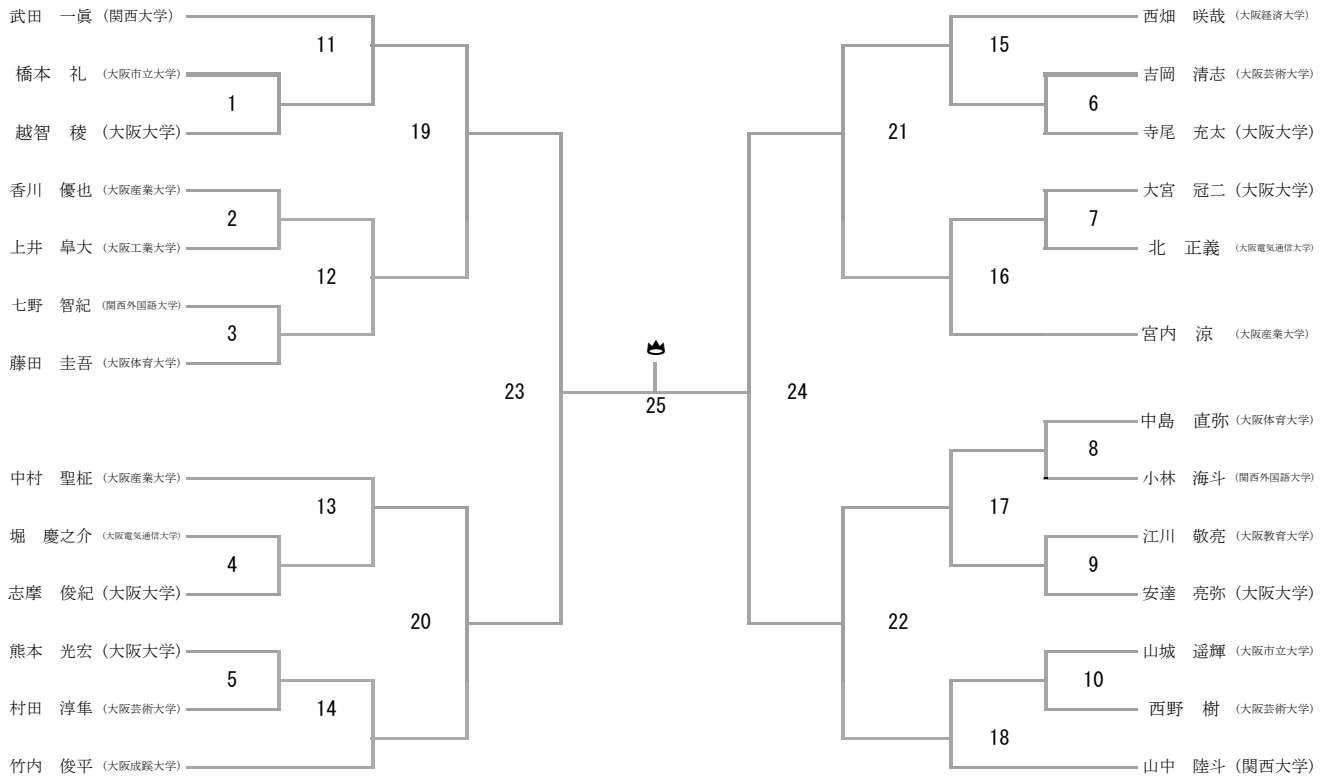 武田　一眞 (関西大学)
11
橋本　礼 (大阪市立大学)
1
越智　稜 (大阪大学)
19
香川　優也 (大阪産業大学)
2
上井　皐大 (大阪工業大学)
12
七野　智紀 (関西外国語大学)
3
藤田　圭吾 (大阪体育大学)
23
中村　聖柾 (大阪産業大学)
13
堀　慶之介 (大阪電気通信大学)
4
志摩　俊紀 (大阪大学)
20
熊本　光宏 (大阪大学)
5
村田　淳隼 (大阪芸術大学)
14
竹内　俊平 (大阪成蹊大学)
25
西畑　咲哉 (大阪経済大学)
15
吉岡　清志 (大阪芸術大学)
6
寺尾　充太 (大阪大学)
21
大宮　冠二 (大阪大学)
7
北　正義 (大阪電気通信大学)
16
宮内　涼 (大阪産業大学)
24
中島　直弥 (大阪体育大学)
8
小林　海斗 (関西外国語大学)
17
江川　敬亮 (大阪教育大学)
9
安達　亮弥 (大阪大学)
22
山城　遥輝 (大阪市立大学)
10
西野　樹 (大阪芸術大学)
18
山中　陸斗 (関西大学)